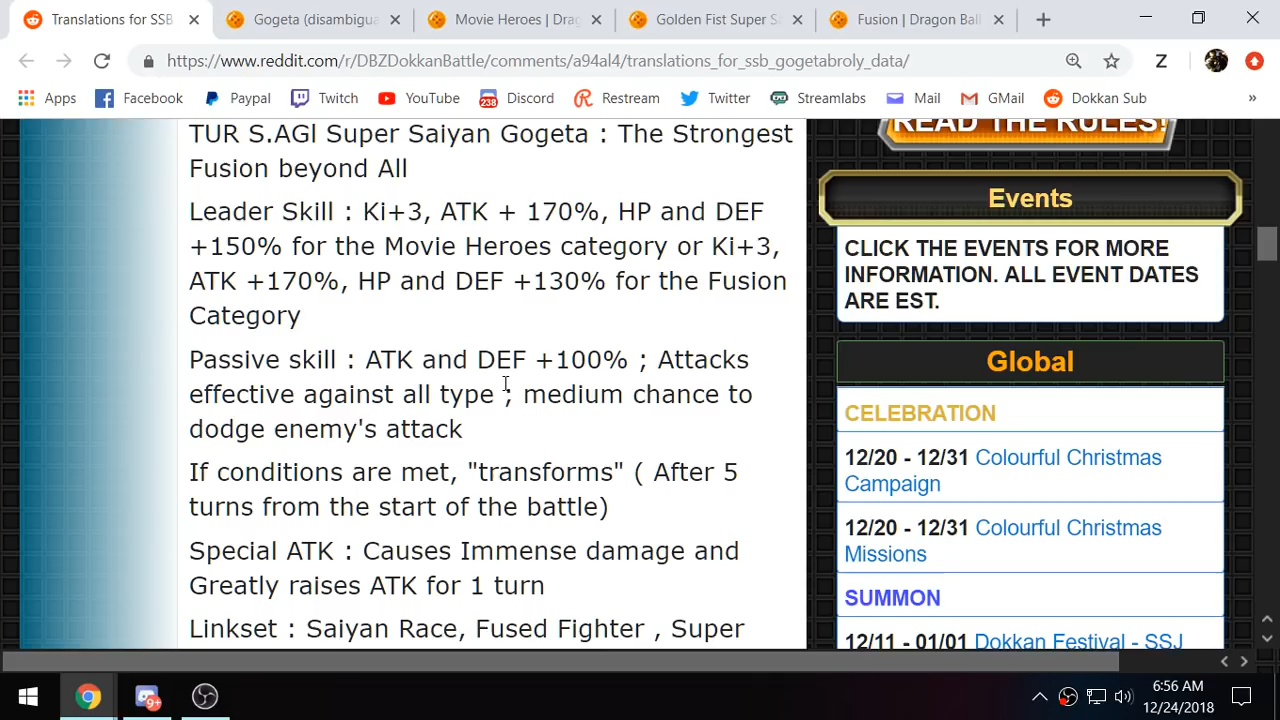 Translations for SSB
Gogeta (disambigua
Movie Heroes | Drag
Golden Fist Super S
Fusion | Dragon Ball
https://www.reddit.com/r/DBZDokkanBattle/comments/a94al4/translations_for_ssb_gogetabroly_data/
Z
Apps Facebook Paypal Twitch YouTube 238 Discord Restream Twitter Streamlabs Mail GMail Dokkan Sub »
TUR S.AGl Super Saiyan Gogeta : The Strongest
Fusion beyond All
Leader Skill : Ki+3, ATK + 170%, HP and DEF
+150% for the Movie Heroes category or Ki+3,
ATK +170%, HP and DEF +130% for the Fusion
Category
Passive skill : ATK and DEF +100% ; Attacks
effective against all type ; medium chance to
dodge enemy's attack
If conditions are met, "transforms" ( After 5
turns from the start of the battle)
Special ATK : Causes Immense damage and
Greatly raises ATK for 1 turn
Linkset : Saiyan Race, Fused Fighter , Super
READ THE RULES!
Events
CLICK THE EVENTS FOR MORE
INFORMATION. ALL EVENT DATES
ARE EST.
Global
CELEBRATION
12/20 - 12/31 Colourful Christmas
Campaign
12/20 - 12/31 Colourful Christmas
Missions
SUMMON
12/11 - 01/01 Dokkan Festival - SSJ
9+
6:56 AM
12/24/2018